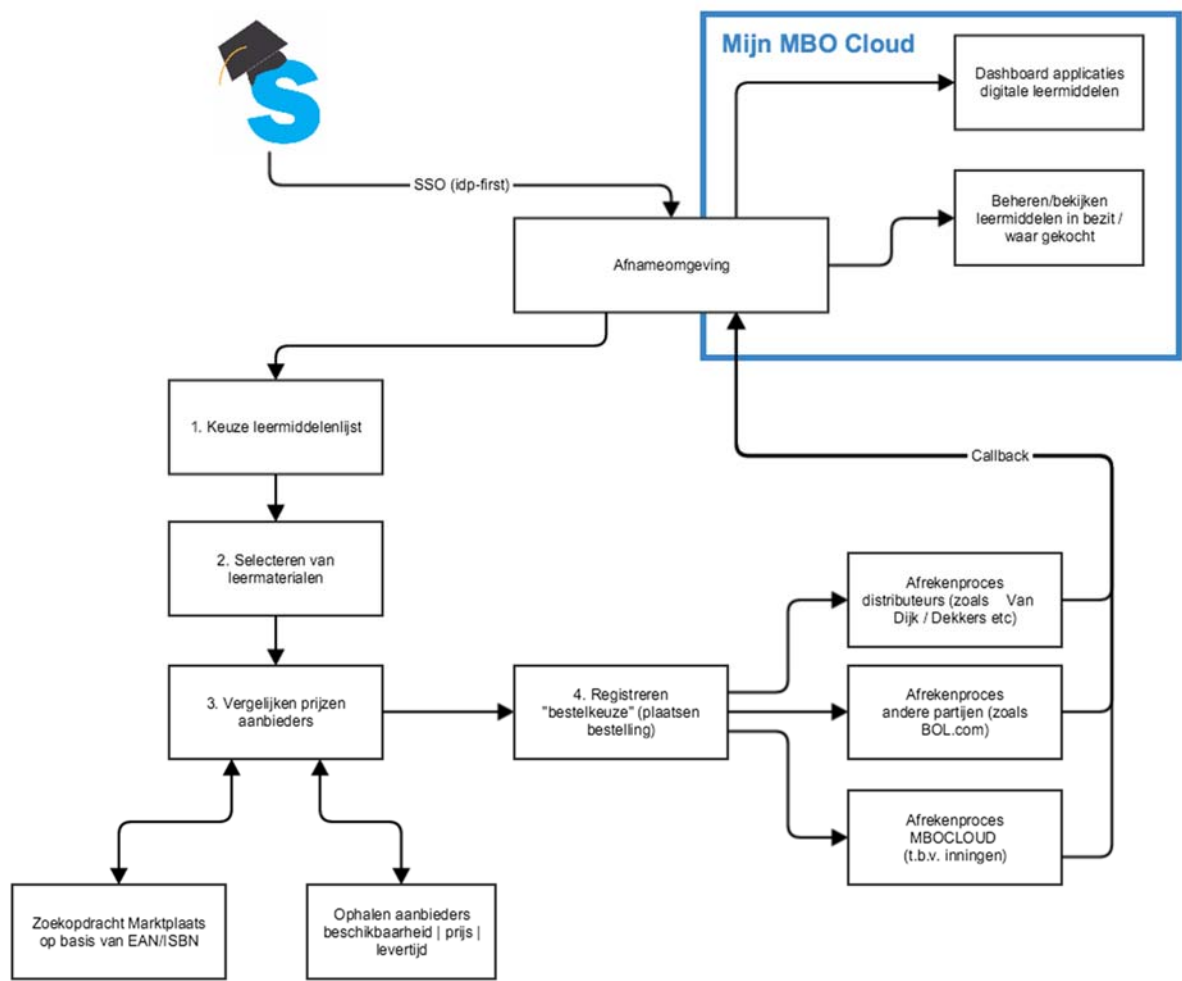 S
Mijn MBO Cloud
Dashboard applicaties
digitale leermiddelen
SSO (idp-first)
Beheren/bekijken
leermiddelen in bezit /
waar gekocht
Afnameomgeving
1. Keuze leermiddelenlijst
Callback
2. Selecteren van
leermaterialen
Afrekenproces
distributeurs (zoals Van
Dijk / Dekkers etc)
3. Vergelijken prijzen
aanbieders
4. Registreren
"bestelkeuze" (plaatsen
bestelling)
Afrekenproces
andere partijen (zoals
BOL.com)
Afrekenproces
MBOCLOUD
(t.b.v. inningen)
Zoekopdracht Marktplaats
op basis van EAN/ISBN
Ophalen aanbieders
beschikbaarheid | prijs |
levertijd